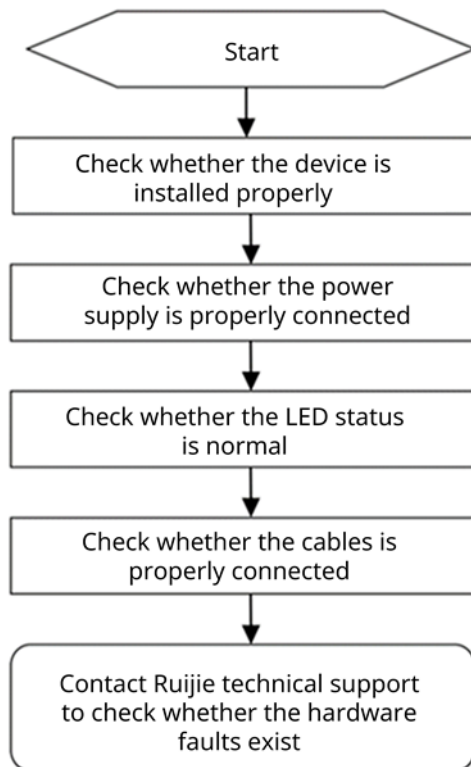 Start
Check whether the device is
installed properly
Check whether the power
supply is properly connected
Check whether the LED status
is normal
Check whether the cables is
properly connected
Contact Ruijie technical support
to check whether the hardware
faults exist